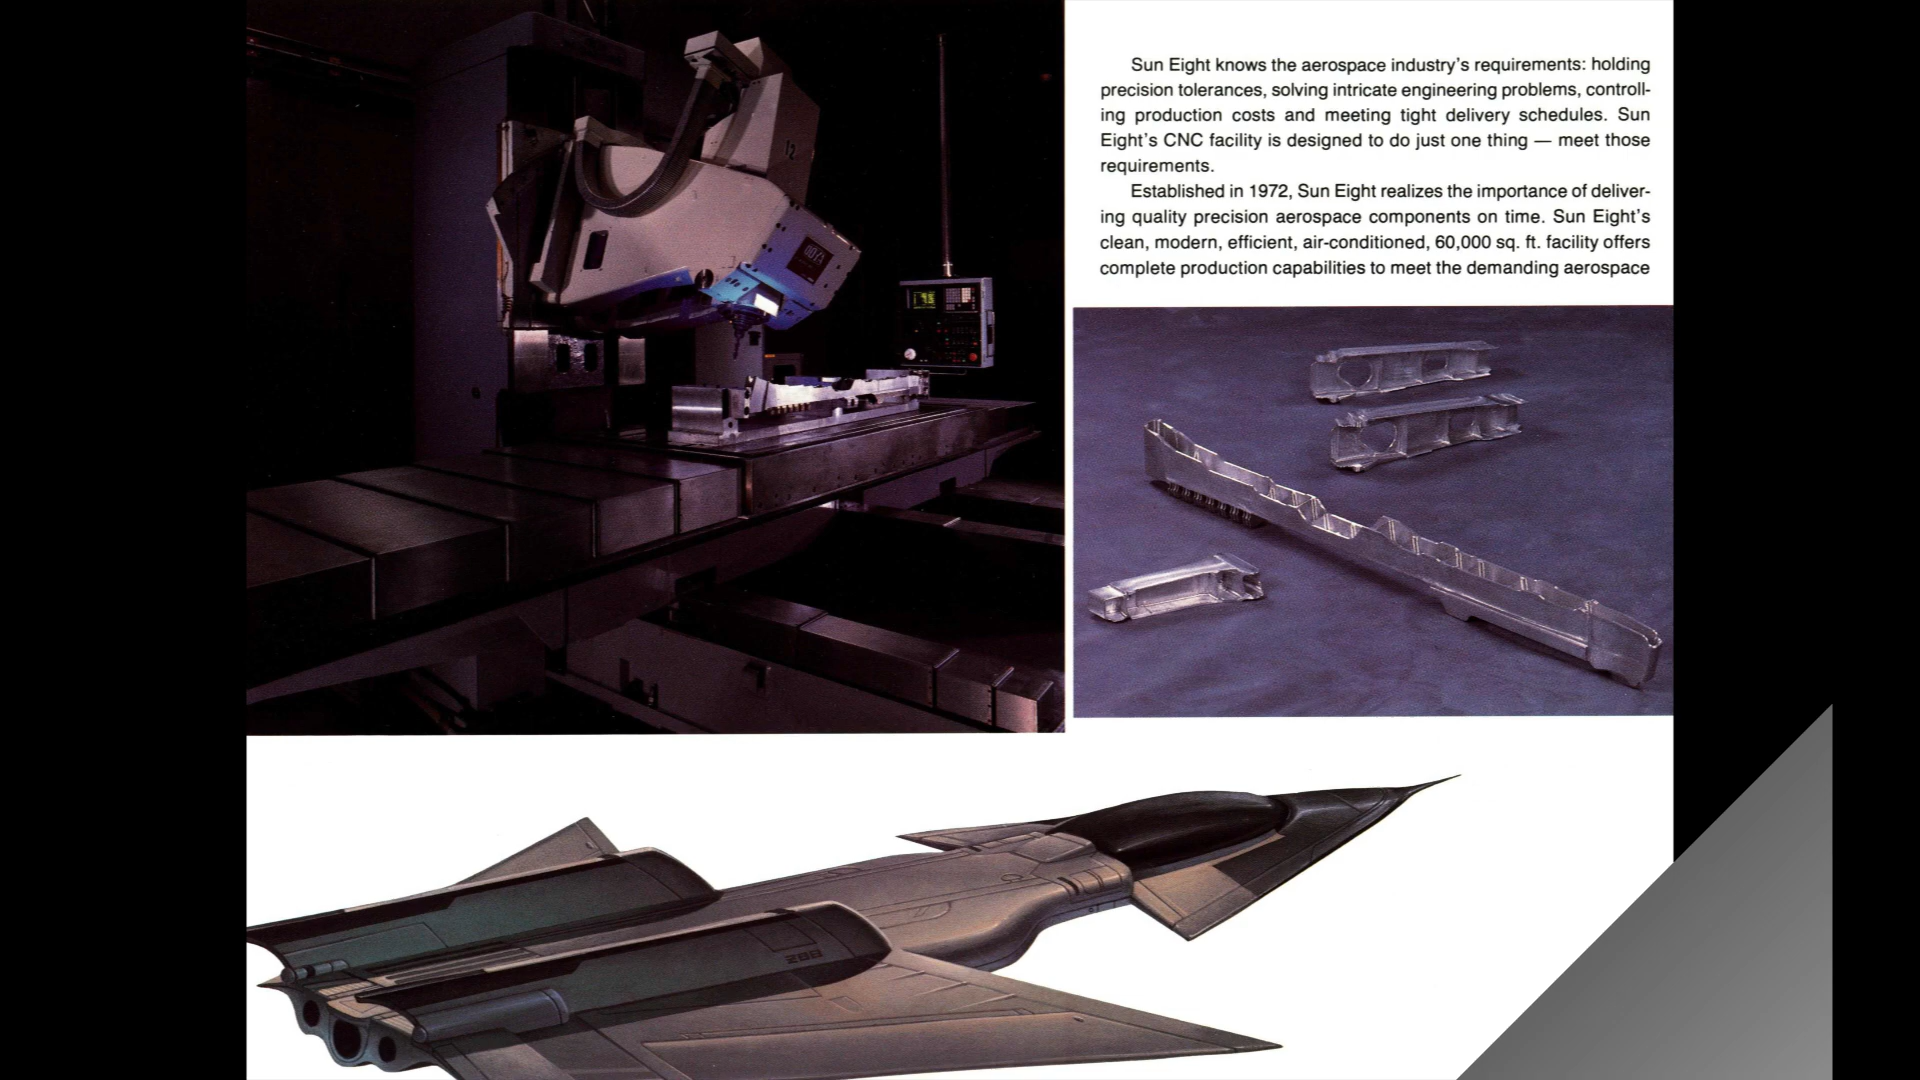 Sun Eight knows the aerospace industry's requirements: holding
precision tolerances, solving intricate engineering problems, controll-
ing production costs and meeting tight delivery schedules. Sun
Eight's CNC facility is designed to do just one thing — meet those
requirements.
Established in 1972, Sun Eight realizes the importance of deliver-
ing quality precision aerospace components on time. Sun Eight's
clean, modern, efficient, air-conditioned, 60,000 sq. ft. facility offers
complete production capabilities to meet the demanding aerospace
12